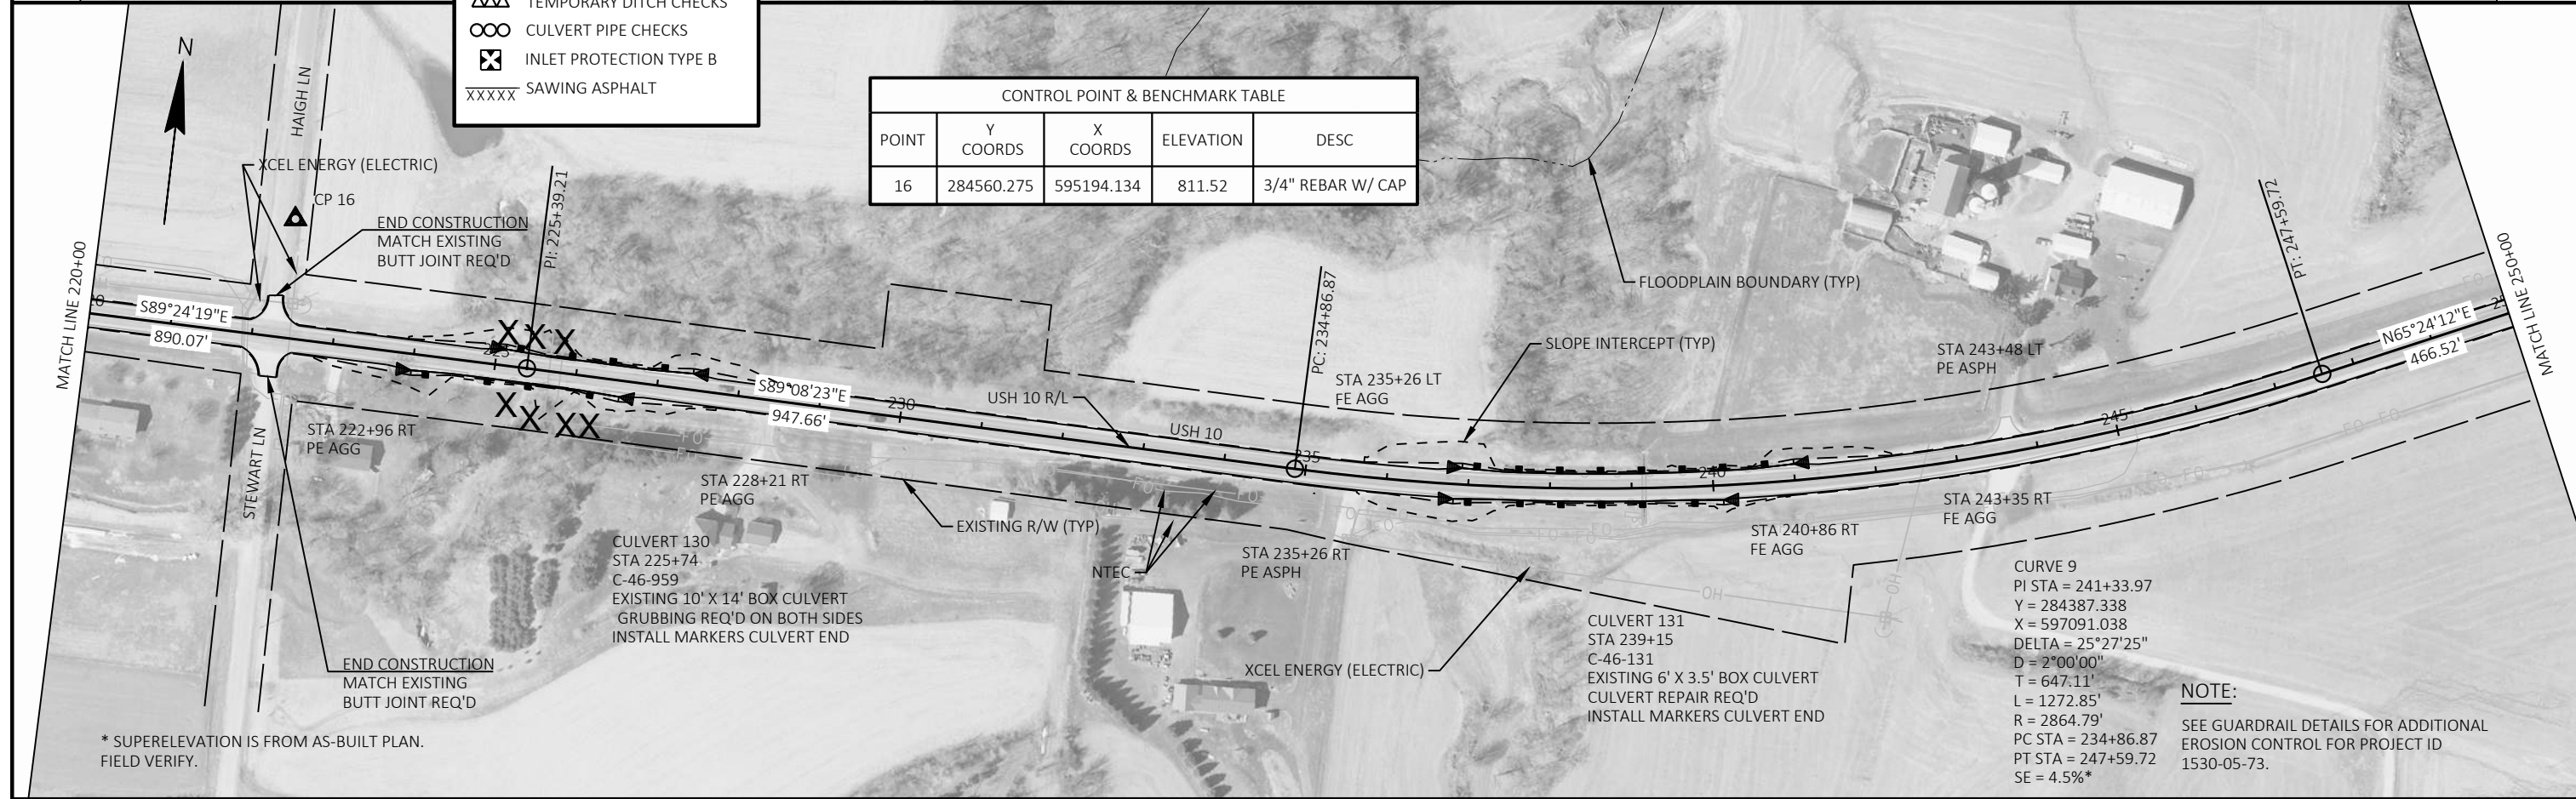 TEMPORARY DITCH CHECKS
CULVERT PIPE CHECKS
INLET PROTECTION TYPE B
XXXXX SAWING ASPHALT
N
HAIGH LN
XCEL ENERGY (ELECTRIC)
CP 16
END CONSTRUCTION
MATCH EXISTING
BUTT JOINT REQ'D
CONTROL POINT & BENCHMARK TABLE
POINT Y COORDS X COORDS ELEVATION DESC
16 284560.275 595194.134 811.52 3/4" REBAR W/ CAP
MATCH LINE 220+00
S89°24'19"E
890.07'
PI: 225+39.21
225
X X X
X X X X
STA 222+96 RT
PE AGG
STEWART LN
S89°08'23"E
947.66'
230
USH 10 R/L
USH 10
PC: 234+86.87
235
STA 235+26 LT
FE AGG
SLOPE INTERCEPT (TYP)
FLOODPLAIN BOUNDARY (TYP)
STA 243+48 LT
PE ASPH
PT: 247+59.72
N65°24'12"E
466.52'
MATCH LINE 250+00
240
245
STA 228+21 RT
PE AGG
EXISTING R/W (TYP)
NTEC
STA 235+26 RT
PE ASPH
STA 240+86 RT
FE AGG
STA 243+35 RT
FE AGG
CULVERT 130
STA 225+74
C-46-959
EXISTING 10' X 14' BOX CULVERT
GRUBBING REQ'D ON BOTH SIDES
INSTALL MARKERS CULVERT END
END CONSTRUCTION
MATCH EXISTING
BUTT JOINT REQ'D
XCEL ENERGY (ELECTRIC)
OH
CULVERT 131
STA 239+15
C-46-131
EXISTING 6' X 3.5' BOX CULVERT
CULVERT REPAIR REQ'D
INSTALL MARKERS CULVERT END
CURVE 9
PI STA = 241+33.97
Y = 284387.338
X = 597091.038
DELTA = 25°27'25"
D = 2°00'00"
T = 647.11'
L = 1272.85'
R = 2864.79'
PC STA = 234+86.87
PT STA = 247+59.72
SE = 4.5%*
NOTE:
SEE GUARDRAIL DETAILS FOR ADDITIONAL
EROSION CONTROL FOR PROJECT ID
1530-05-73.
* SUPERELEVATION IS FROM AS-BUILT PLAN.
FIELD VERIFY.